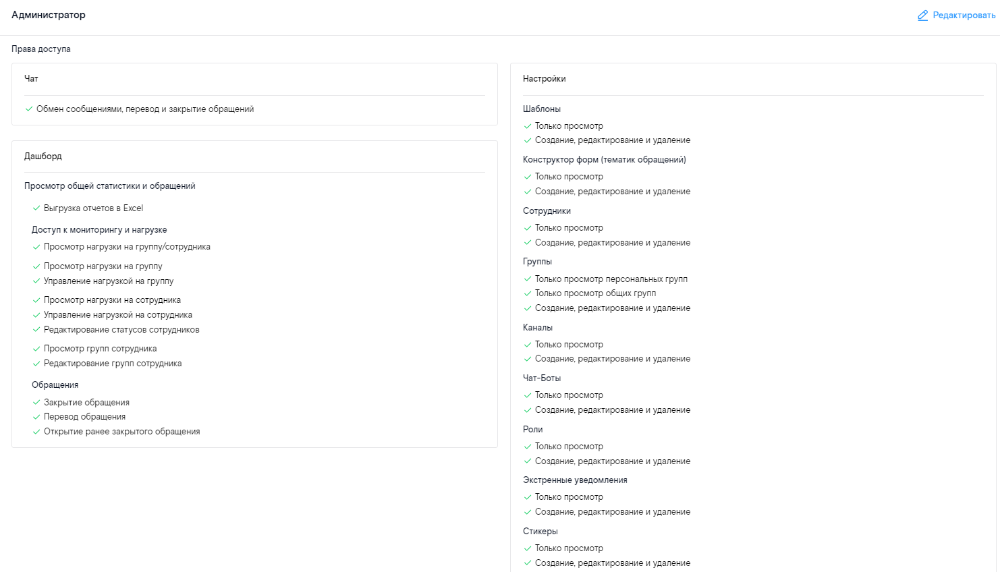 Администратор
Редактировать
Права доступа
Чат
Обмен сообщениями, перевод и закрытие обращений
Дашборд
Просмотр общей статистики и обращений
Выгрузка отчетов в Excel
Доступ к мониторингу и нагрузке
Просмотр нагрузки на группу/сотрудника
Просмотр нагрузки на группу
Управление нагрузкой на группу
Просмотр нагрузки на сотрудника
Управление нагрузкой на сотрудника
Редактирование статусов сотрудников
Просмотр групп сотрудника
Редактирование групп сотрудника
Обращения
Закрытие обращения
Перевод обращения
Открытие ранее закрытого обращения
Настройки
Шаблоны
Только просмотр
Создание, редактирование и удаление
Конструктор форм (тематик обращений)
Только просмотр
Создание, редактирование и удаление
Сотрудники
Только просмотр
Создание, редактирование и удаление
Группы
Только просмотр персональных групп
Только просмотр общих групп
Создание, редактирование и удаление
Каналы
Только просмотр
Создание, редактирование и удаление
Чат-Боты
Только просмотр
Создание, редактирование и удаление
Роли
Только просмотр
Создание, редактирование и удаление
Экстренные уведомления
Только просмотр
Создание, редактирование и удаление
Стикеры
Только просмотр
Создание, редактирование и удаление